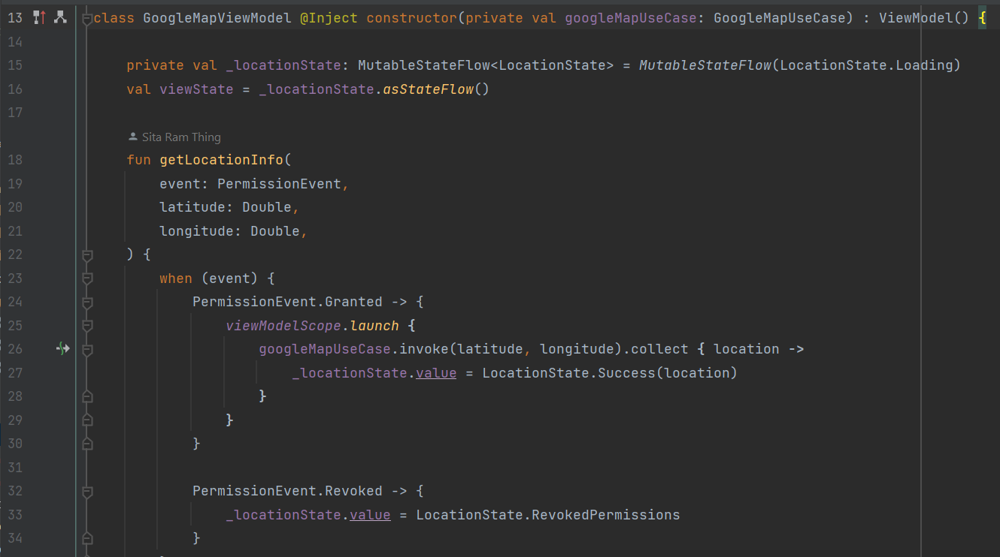 13 class GoogleMapViewModel @Inject constructor(private val googleMapUseCase: GoogleMapUseCase) : ViewModel() {
14
15 private val _locationState: MutableStateFlow<LocationState> = MutableStateFlow(LocationState.Loading)
16 val viewState = _locationState.asStateFlow()
17
Sita Ram Thing
18 fun getLocationInfo(
19 event: PermissionEvent,
20 latitude: Double,
21 longitude: Double,
22 ) {
23 when (event) {
24 PermissionEvent.Granted -> {
25 viewModelScope.launch {
26 googleMapUseCase.invoke(latitude, longitude).collect { location ->
27 _locationState.value = LocationState.Success(location)
28 }
29 }
30 }
31
32 PermissionEvent.Revoked -> {
33 _locationState.value = LocationState.RevokedPermissions
34 }